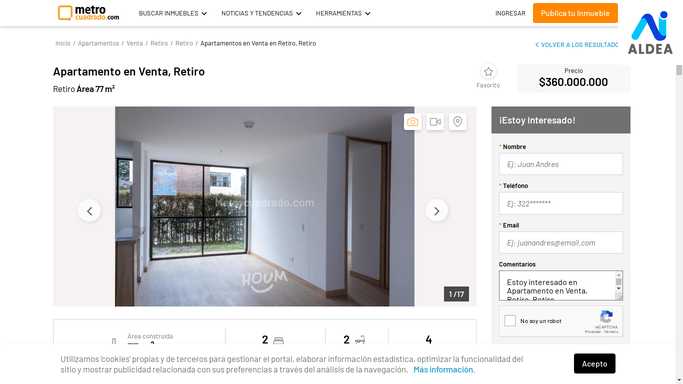 metro
cuadrado.com
BUSCAR INMUEBLES
NOTICIAS Y TENDENCIAS
HERRAMIENTAS
INGRESAR
Publica tu Inmueble
AIDEA
Inicio / Apartamentos / Venta / Retiro / Retiro / Apartamentos en Venta en Retiro, Retiro
< VOLVER A LOS RESULTADO
Apartamento en Venta, Retiro
Retiro Área 77 m²
Favorito
Precio
$360.000.000
metrocuadrado.com
HOUM
1 /17
¡Estoy Interesado!
* Nombre
Ej: Juan Andres
* Teléfono
Ej: 322*******
* Email
Ej: juanandres@email.com
Comentarios
Estoy interesado en
Apartamento en Venta,
Retiro, Retiro
No soy un robot
reCAPTCHA
Privacidad - Términos
Área construida
2
2
4
Utilizamos 'cookies' propias y de terceros para gestionar el portal, elaborar información estadística, optimizar la funcionalidad del
sitio y mostrar publicidad relacionada con sus preferencias a través del análisis de la navegación. Más información.
Acepto